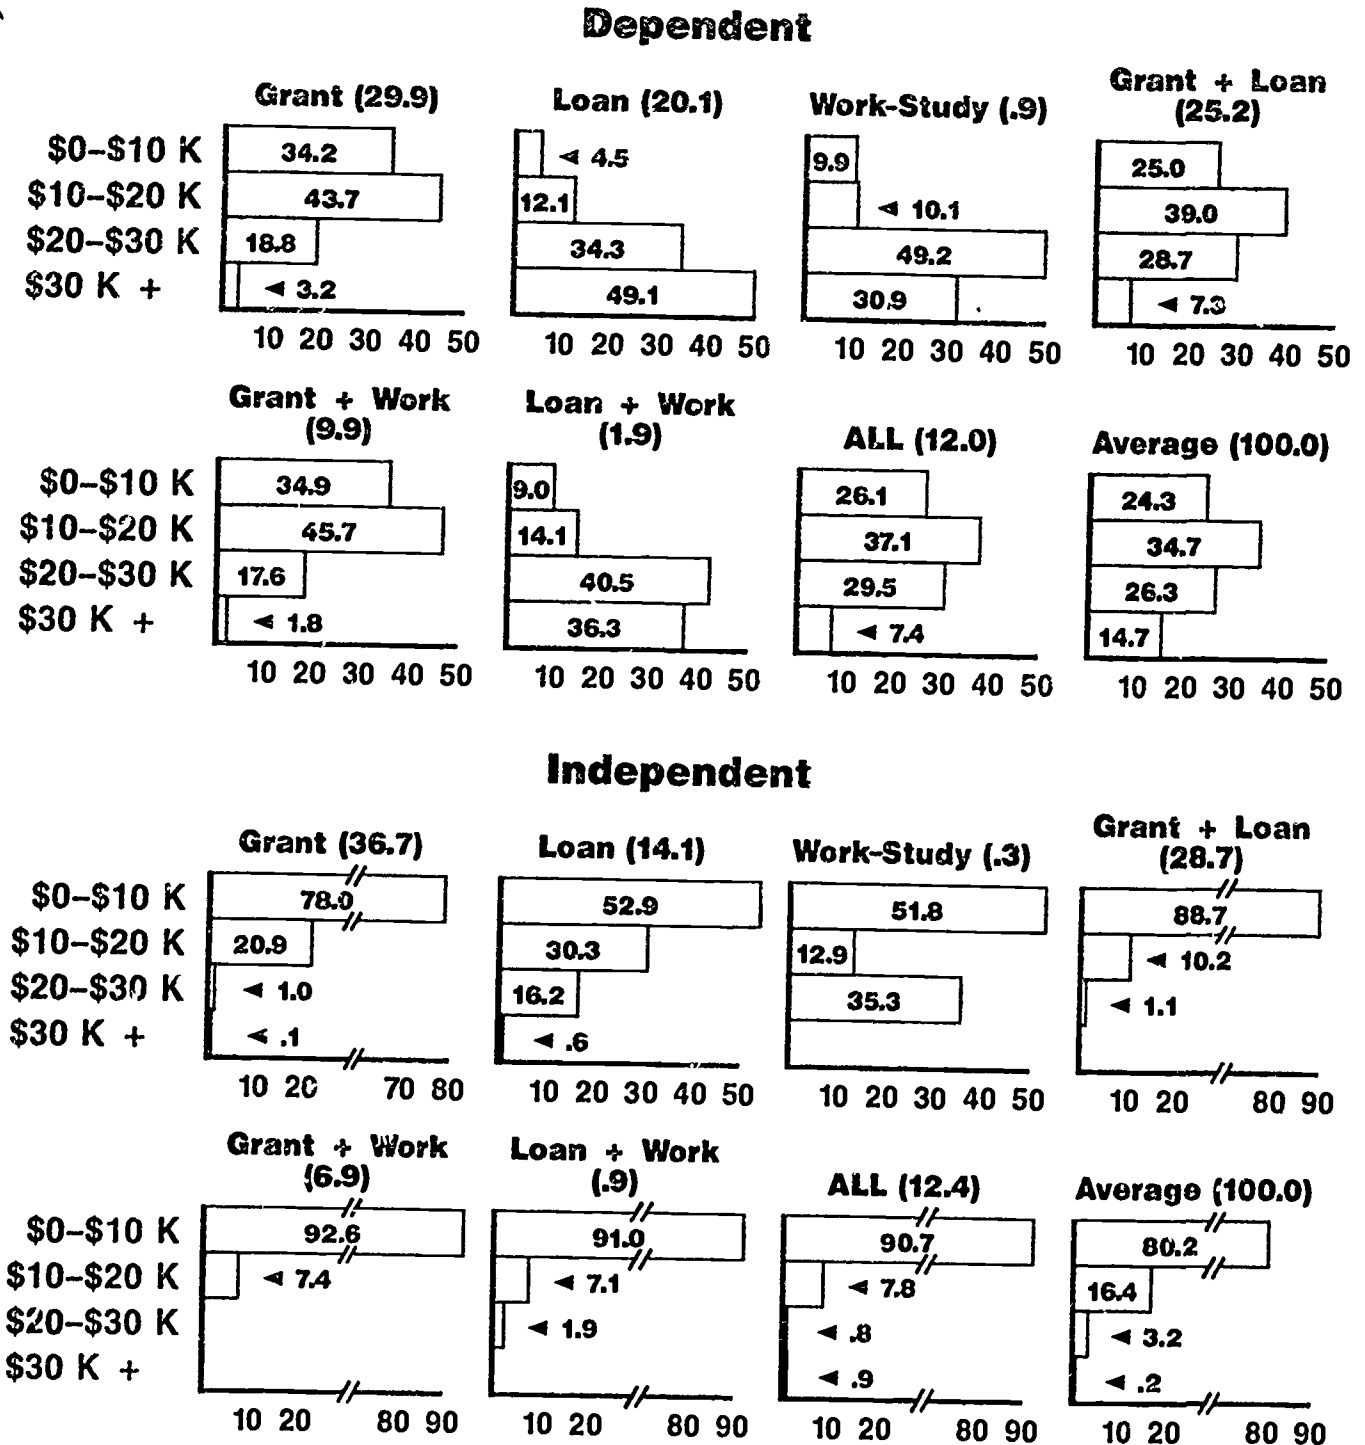 Dependent
Grant (29.9)
Loan (20.1)
Work-Study (.9)
Grant + Loan
(25.2)
$0–$10 K
34.2
◄ 4.5
9.9
25.0
$10–$20 K
43.7
12.1
◄ 10.1
39.0
$20–$30 K
18.8
34.3
49.2
28.7
$30 K +
◄ 3.2
49.1
30.9
◄ 7.3
10 20 30 40 50
10 20 30 40 50
10 20 30 40 50
10 20 30 40 50
Grant + Work
(9.9)
Loan + Work
(1.9)
ALL (12.0)
Average (100.0)
$0–$10 K
34.9
9.0
26.1
24.3
$10–$20 K
45.7
14.1
37.1
34.7
$20–$30 K
17.6
40.5
29.5
26.3
$30 K +
◄ 1.8
36.3
◄ 7.4
14.7
10 20 30 40 50
10 20 30 40 50
10 20 30 40 50
10 20 30 40 50
Independent
Grant (36.7)
Loan (14.1)
Work-Study (.3)
Grant + Loan
(28.7)
$0–$10 K
78.0
52.9
51.8
88.7
$10–$20 K
20.9
30.3
12.9
◄ 10.2
$20–$30 K
◄ 1.0
16.2
35.3
◄ 1.1
$30 K +
◄ .1
◄ .6
10 20 70 80
10 20 30 40 50
10 20 30 40 50
10 20 80 90
Grant + Work
(6.9)
Loan + Work
(.9)
ALL (12.4)
Average (100.0)
$0–$10 K
92.6
91.0
90.7
80.2
$10–$20 K
◄ 7.4
◄ 7.1
◄ 7.8
16.4
$20–$30 K
◄ 1.9
◄ .8
◄ 3.2
$30 K +
◄ .9
◄ .2
10 20 80 90
10 20 80 90
10 20 80 90
10 20 80 90